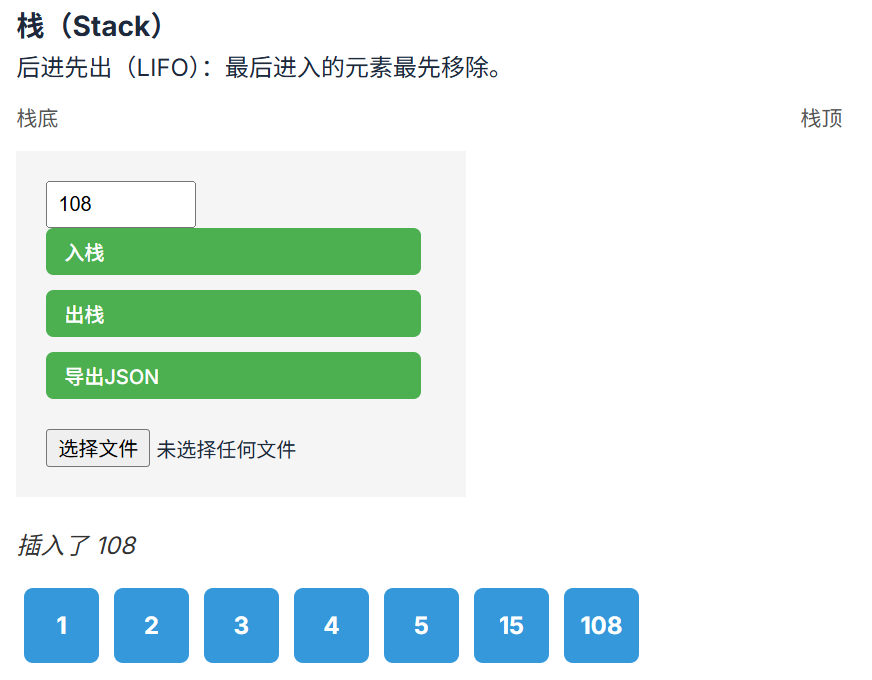 栈（Stack）
后进先出（LIFO）：最后进入的元素最先移除。
栈底 栈顶
108
入栈
出栈
导出JSON
选择文件 未选择任何文件
插入了 108
1 2 3 4 5 15 108